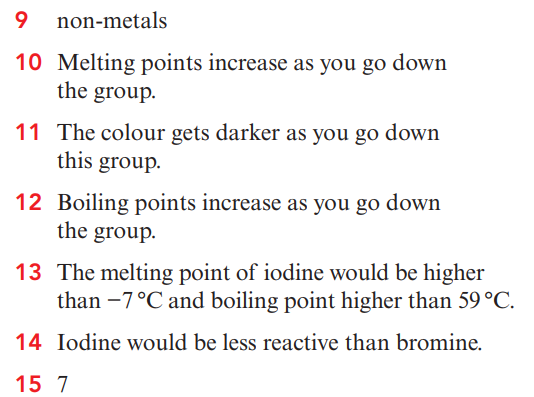 9 non-metals
10 Melting points increase as you go down
the group.
11 The colour gets darker as you go down
this group.
12 Boiling points increase as you go down
the group.
13 The melting point of iodine would be higher
than −7 °C and boiling point higher than 59 °C.
14 Iodine would be less reactive than bromine.
15 7